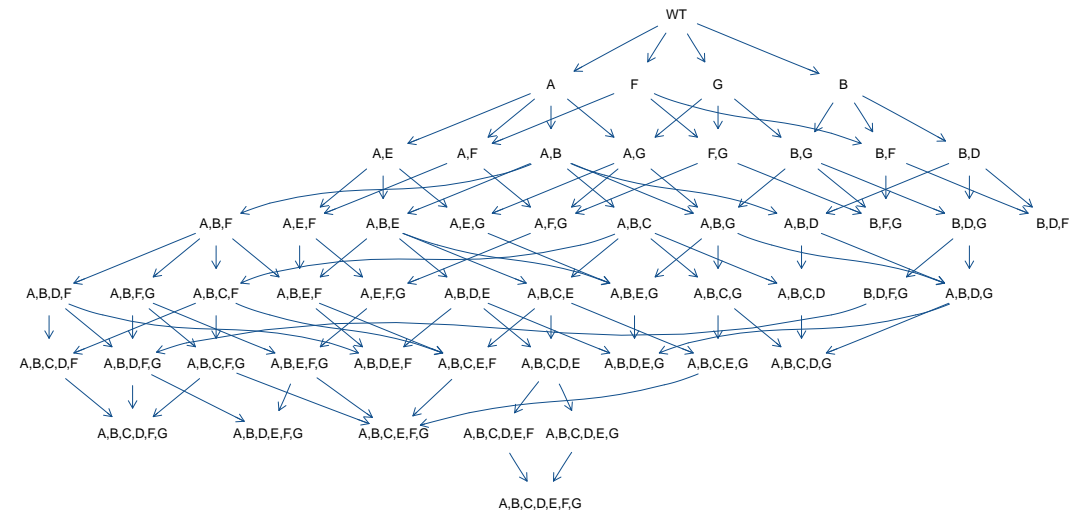 WT
A F G B
A,E A,F A,B A,G F,G B,G B,F B,D
A,B,F A,E,F A,B,E A,E,G A,F,G A,B,C A,B,G A,B,D B,F,G B,D,G B,D,F
A,B,D,F A,B,F,G A,B,C,F A,B,E,F A,E,F,G A,B,D,E A,B,C,E A,B,E,G A,B,C,G A,B,C,D B,D,F,G A,B,D,G
A,B,C,D,F A,B,D,F,G A,B,C,F,G A,B,E,F,G A,B,D,E,F A,B,C,E,F A,B,C,D,E A,B,D,E,G A,B,C,E,G A,B,C,D,G
A,B,C,D,F,G A,B,D,E,F,G A,B,C,E,F,G A,B,C,D,E,F A,B,C,D,E,G
A,B,C,D,E,F,G